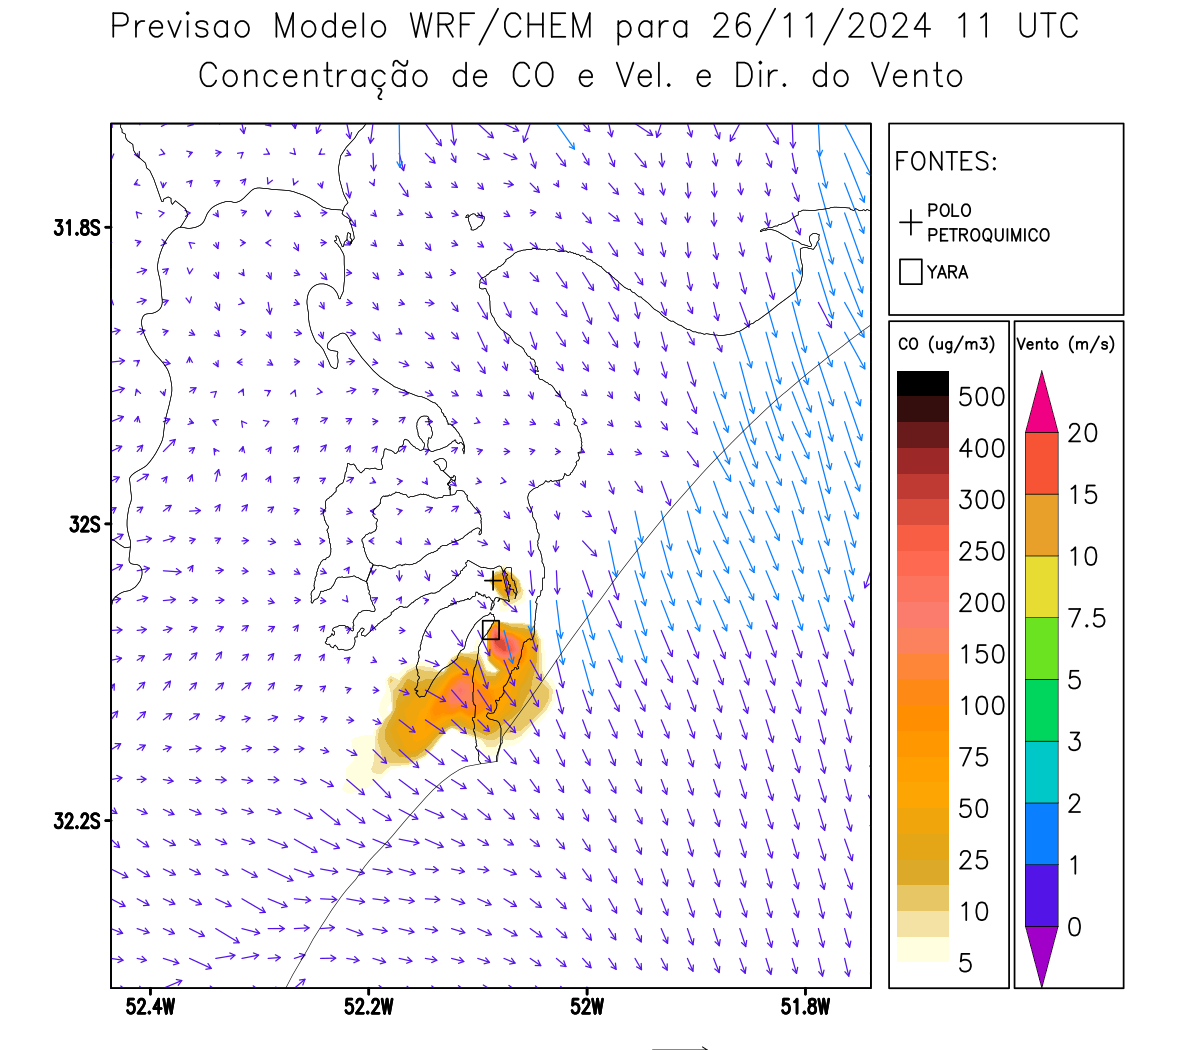 Previsao Modelo WRF/CHEM para 26/11/2024 11 UTC
Concentração de CO e Vel. e Dir. do Vento
FONTES:
POLO
PETROQUIMICO
YARA
CO (ug/m3)
500
400
300
250
200
150
100
75
50
25
10
5
Vento (m/s)
20
15
10
7.5
5
3
2
1
0
31.8S
32S
32.2S
52.4W
52.2W
52W
51.8W